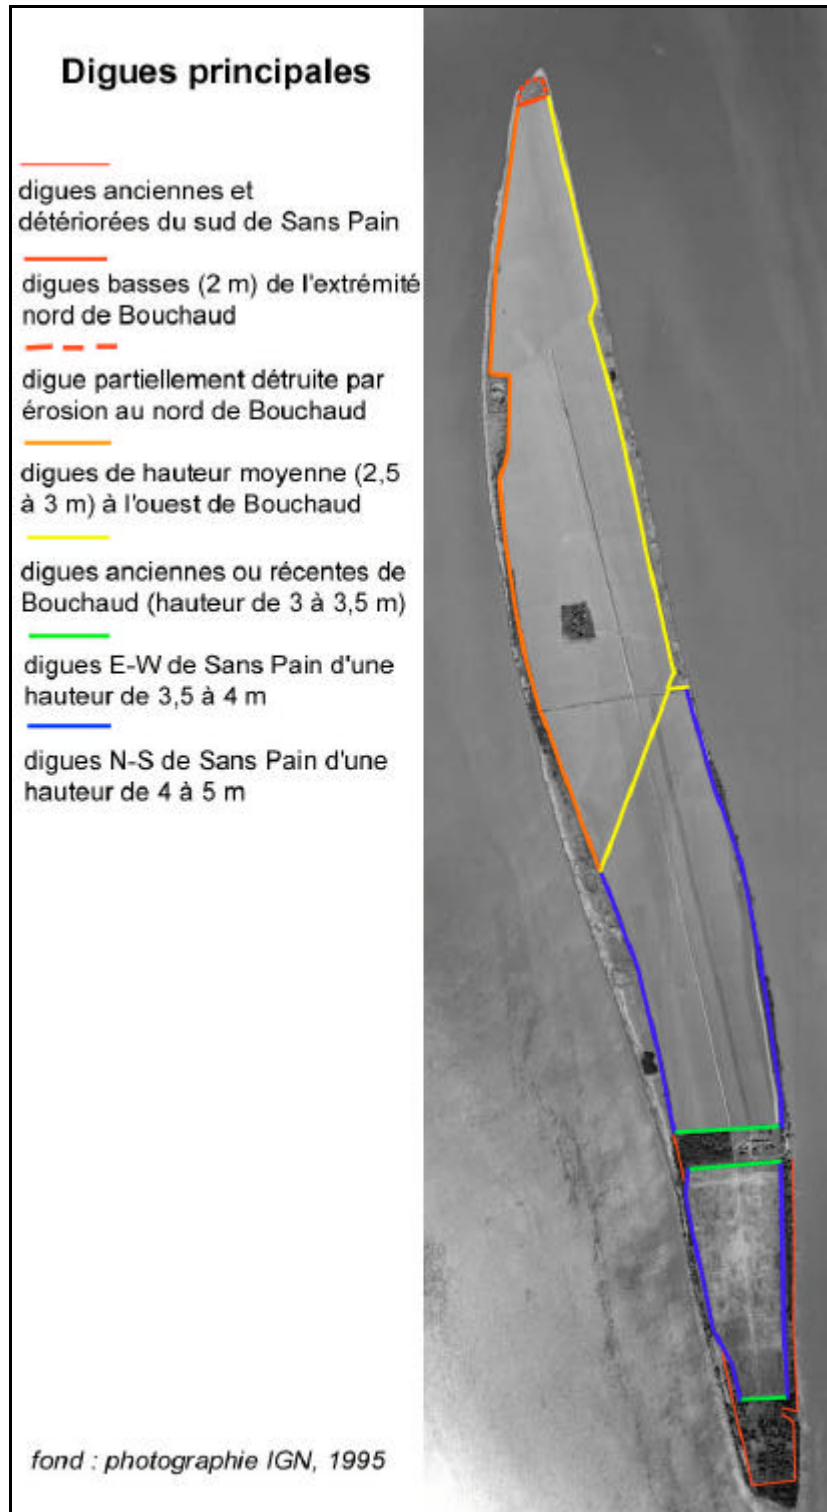 Digues principales
digues anciennes et
détériorées du sud de Sans Pain
digues basses (2 m) de l'extrémité
nord de Bouchaud
digue partiellement détruite par
érosion au nord de Bouchaud
digues de hauteur moyenne (2,5
à 3 m) à l'ouest de Bouchaud
digues anciennes ou récentes de
Bouchaud (hauteur de 3 à 3,5 m)
digues E-W de Sans Pain d'une
hauteur de 3,5 à 4 m
digues N-S de Sans Pain d'une
hauteur de 4 à 5 m
fond : photographie IGN, 1995